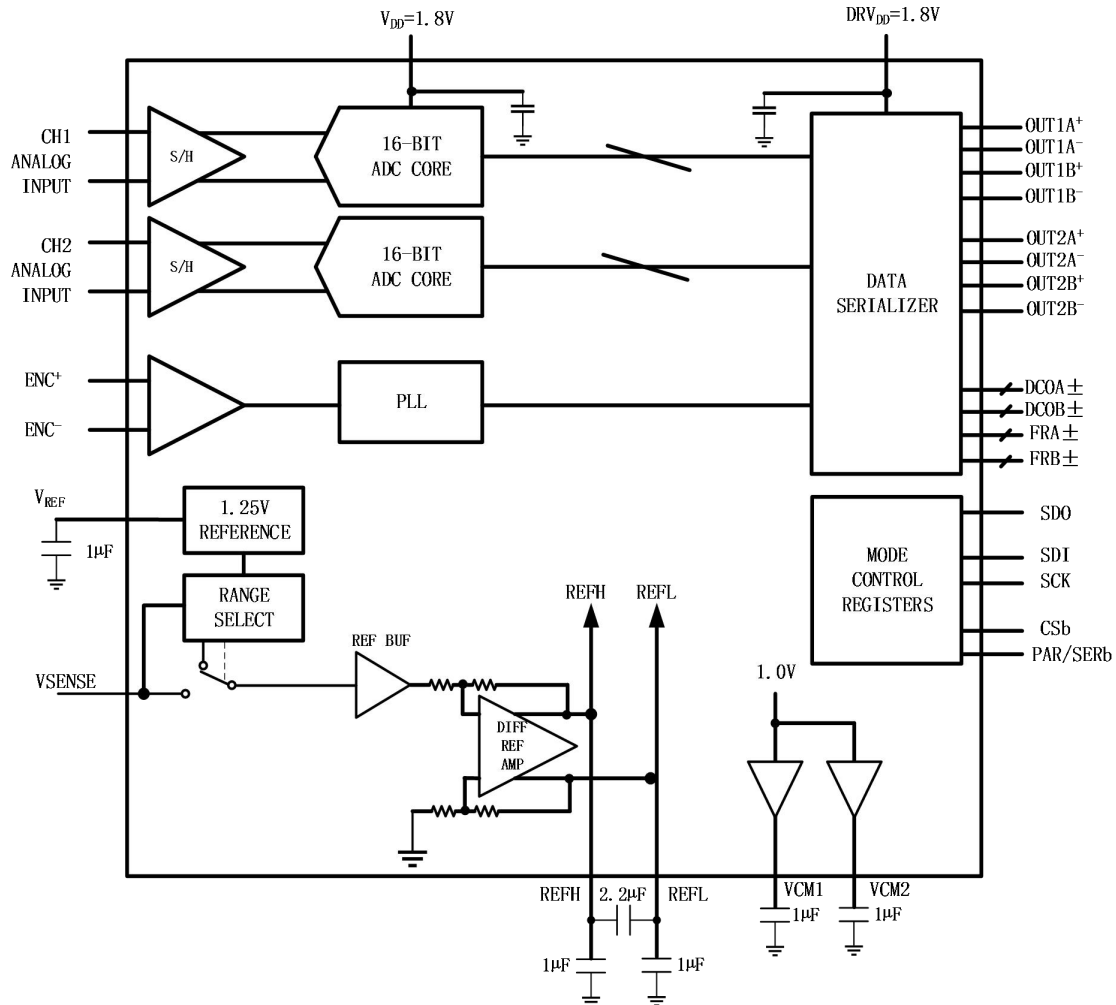 V_DD=1.8V
DRV_DD=1.8V
CH1
ANALOG
INPUT
S/H
16-BIT
ADC CORE
CH2
ANALOG
INPUT
S/H
16-BIT
ADC CORE
ENC+
ENC-
PLL
DATA
SERIALIZER
OUT1A+
OUT1A-
OUT1B+
OUT1B-
OUT2A+
OUT2A-
OUT2B+
OUT2B-
DCOA±
DCOB±
FRA±
FRB±
V_REF
1μF
1.25V
REFERENCE
RANGE
SELECT
VSENSE
REF BUF
DIFF
REF
AMP
REFH
REFL
MODE
CONTROL
REGISTERS
SDO
SDI
SCK
CSb
PAR/SERb
1.0V
REFH
2.2μF
REFL
1μF
1μF
VCM1
1μF
VCM2
1μF